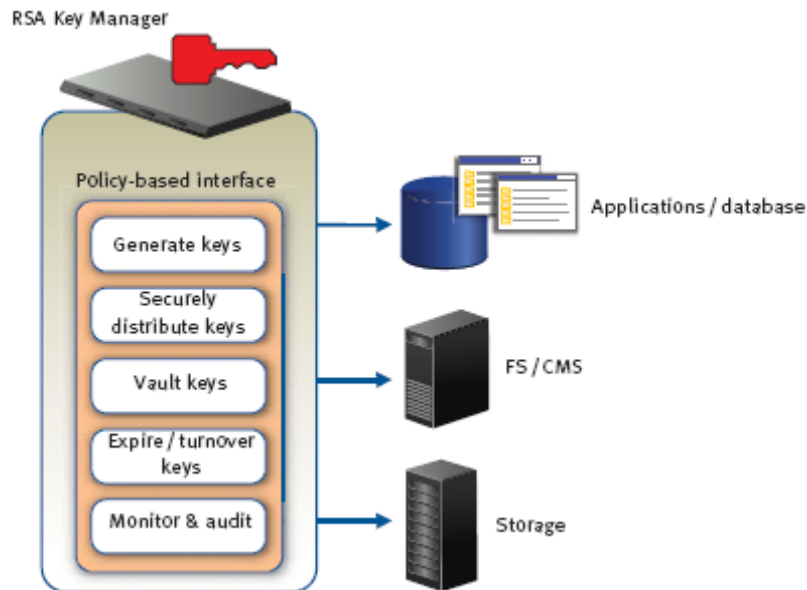 RSA Key Manager
Policy-based interface
Generate keys
Securely
distribute keys
Vault keys
Expire / turnover
keys
Monitor & audit
Applications / database
FS / CMS
Storage